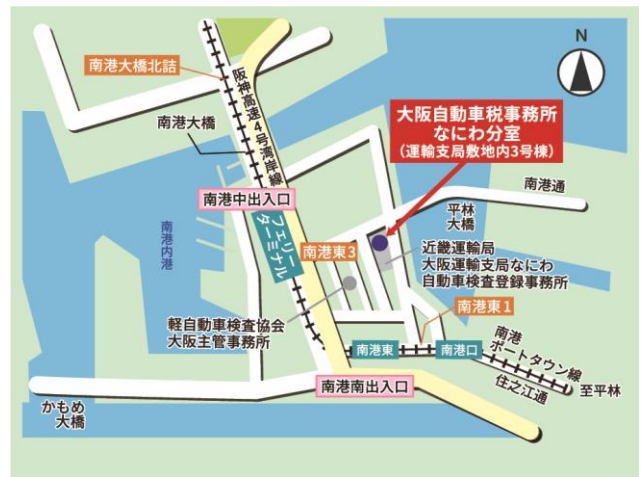 南港大橋北詰
N
阪神高速4号湾岸線
大阪自動車税事務所
なにわ分室
（運輸支局敷地内3号棟）
南港大橋
南港通
南港中出入口
平林
大橋
フェリー
ターミナル
南港内港
南港東3
近畿運輸局
大阪運輸支局なにわ
自動車検査登録事務所
南港東1
軽自動車検査協会
大阪主管事務所
南港東
南港口
南港
ポートタウン線
住之江通
至平林
南港南出入口
かもめ
大橋